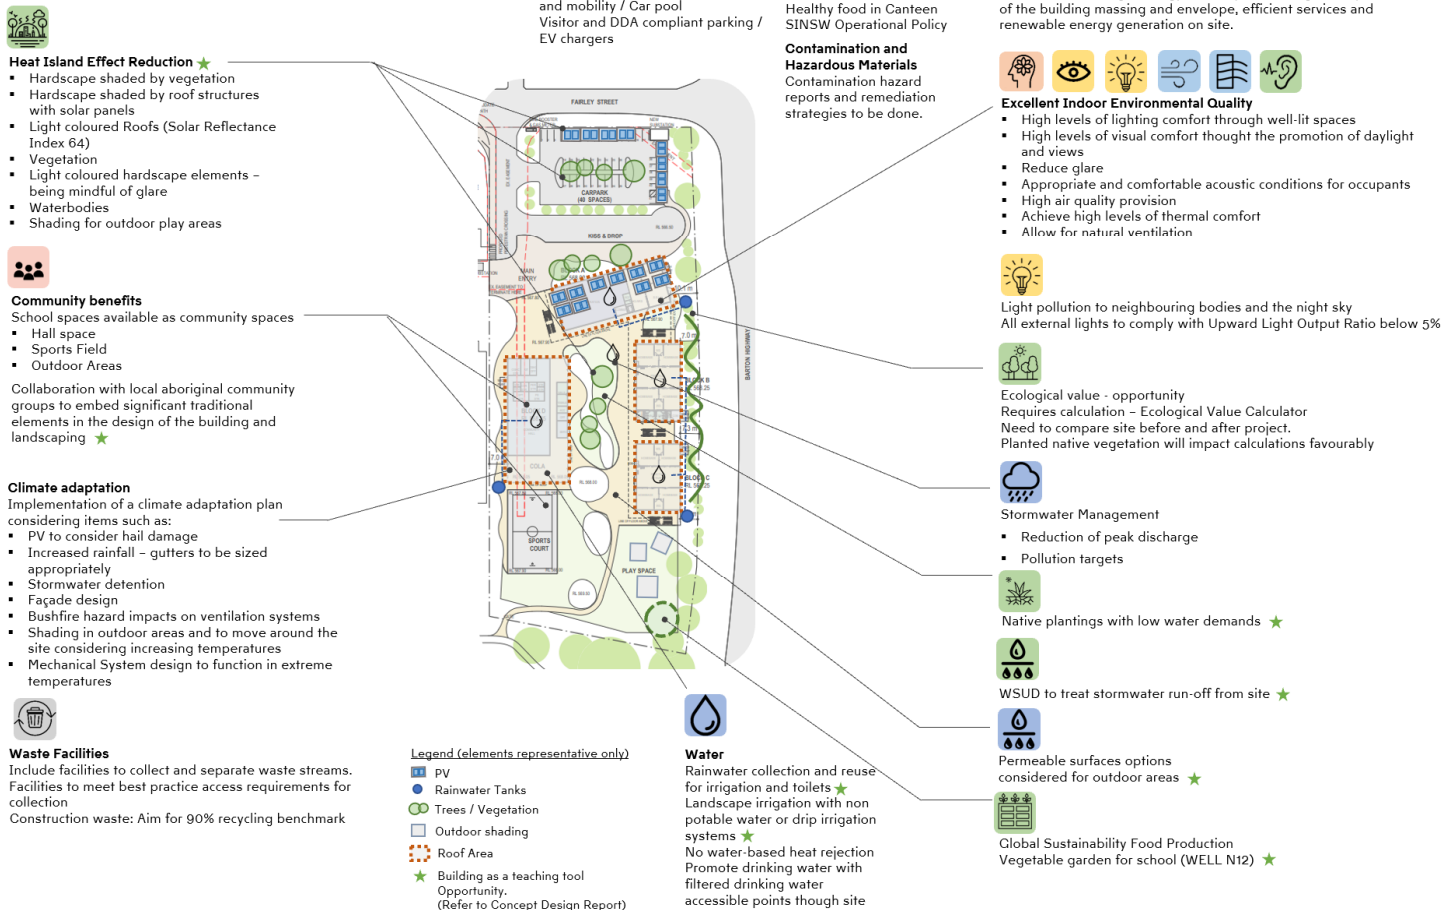 and mobility / Car pool
Visitor and DDA compliant parking /
EV chargers
Healthy food in Canteen
SINSW Operational Policy
Contamination and
Hazardous Materials
Contamination hazard
reports and remediation
strategies to be done.
of the building massing and envelope, efficient services and
renewable energy generation on site.
Heat Island Effect Reduction
▪ Hardscape shaded by vegetation
▪ Hardscape shaded by roof structures
with solar panels
▪ Light coloured Roofs (Solar Reflectance
Index 64)
▪ Vegetation
▪ Light coloured hardscape elements –
being mindful of glare
▪ Waterbodies
▪ Shading for outdoor play areas
Community benefits
School spaces available as community spaces
▪ Hall space
▪ Sports Field
▪ Outdoor Areas
Collaboration with local aboriginal community
groups to embed significant traditional
elements in the design of the building and
landscaping
Climate adaptation
Implementation of a climate adaptation plan
considering items such as:
▪ PV to consider hail damage
▪ Increased rainfall – gutters to be sized
appropriately
▪ Stormwater detention
▪ Façade design
▪ Bushfire hazard impacts on ventilation systems
▪ Shading in outdoor areas and to move around the
site considering increasing temperatures
▪ Mechanical System design to function in extreme
temperatures
Waste Facilities
Include facilities to collect and separate waste streams.
Facilities to meet best practice access requirements for
collection
Construction waste: Aim for 90% recycling benchmark
FAIRLEY STREET
CARPARK
(40 SPACES)
KISS & DROP
MAIN
ENTRY
BLOCK A
BARTON HIGHWAY
BLOCK B
BLOCK C
COLA
SPORTS
COURT
PLAY SPACE
Legend (elements representative only)
PV
Rainwater Tanks
Trees / Vegetation
Outdoor shading
Roof Area
Building as a teaching tool
Opportunity.
(Refer to Concept Design Report)
Water
Rainwater collection and reuse
for irrigation and toilets
Landscape irrigation with non
potable water or drip irrigation
systems
No water-based heat rejection
Promote drinking water with
filtered drinking water
accessible points though site
Excellent Indoor Environmental Quality
▪ High levels of lighting comfort through well-lit spaces
▪ High levels of visual comfort thought the promotion of daylight
and views
▪ Reduce glare
▪ Appropriate and comfortable acoustic conditions for occupants
▪ High air quality provision
▪ Achieve high levels of thermal comfort
▪ Allow for natural ventilation
Light pollution to neighbouring bodies and the night sky
All external lights to comply with Upward Light Output Ratio below 5%
Ecological value - opportunity
Requires calculation – Ecological Value Calculator
Need to compare site before and after project.
Planted native vegetation will impact calculations favourably
Stormwater Management
▪ Reduction of peak discharge
▪ Pollution targets
Native plantings with low water demands
WSUD to treat stormwater run-off from site
Permeable surfaces options
considered for outdoor areas
Global Sustainability Food Production
Vegetable garden for school (WELL N12)